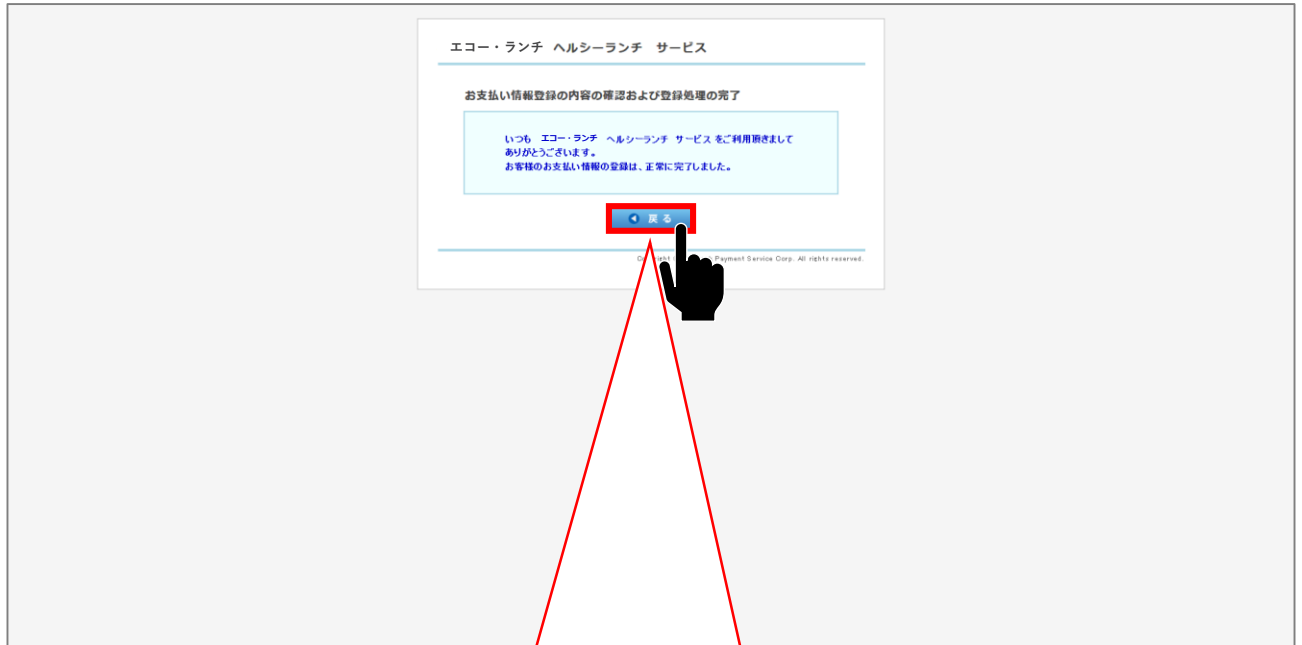 エコー・ランチ ヘルシーランチ サービス
お支払い情報登録の内容の確認および登録処理の完了
いつも エコー・ランチ ヘルシーランチ サービス をご利用頂きまして
ありがとうございます。
お客様のお支払い情報の登録は、正常に完了しました。
戻る
Payment Service Corp. All rights reserved.